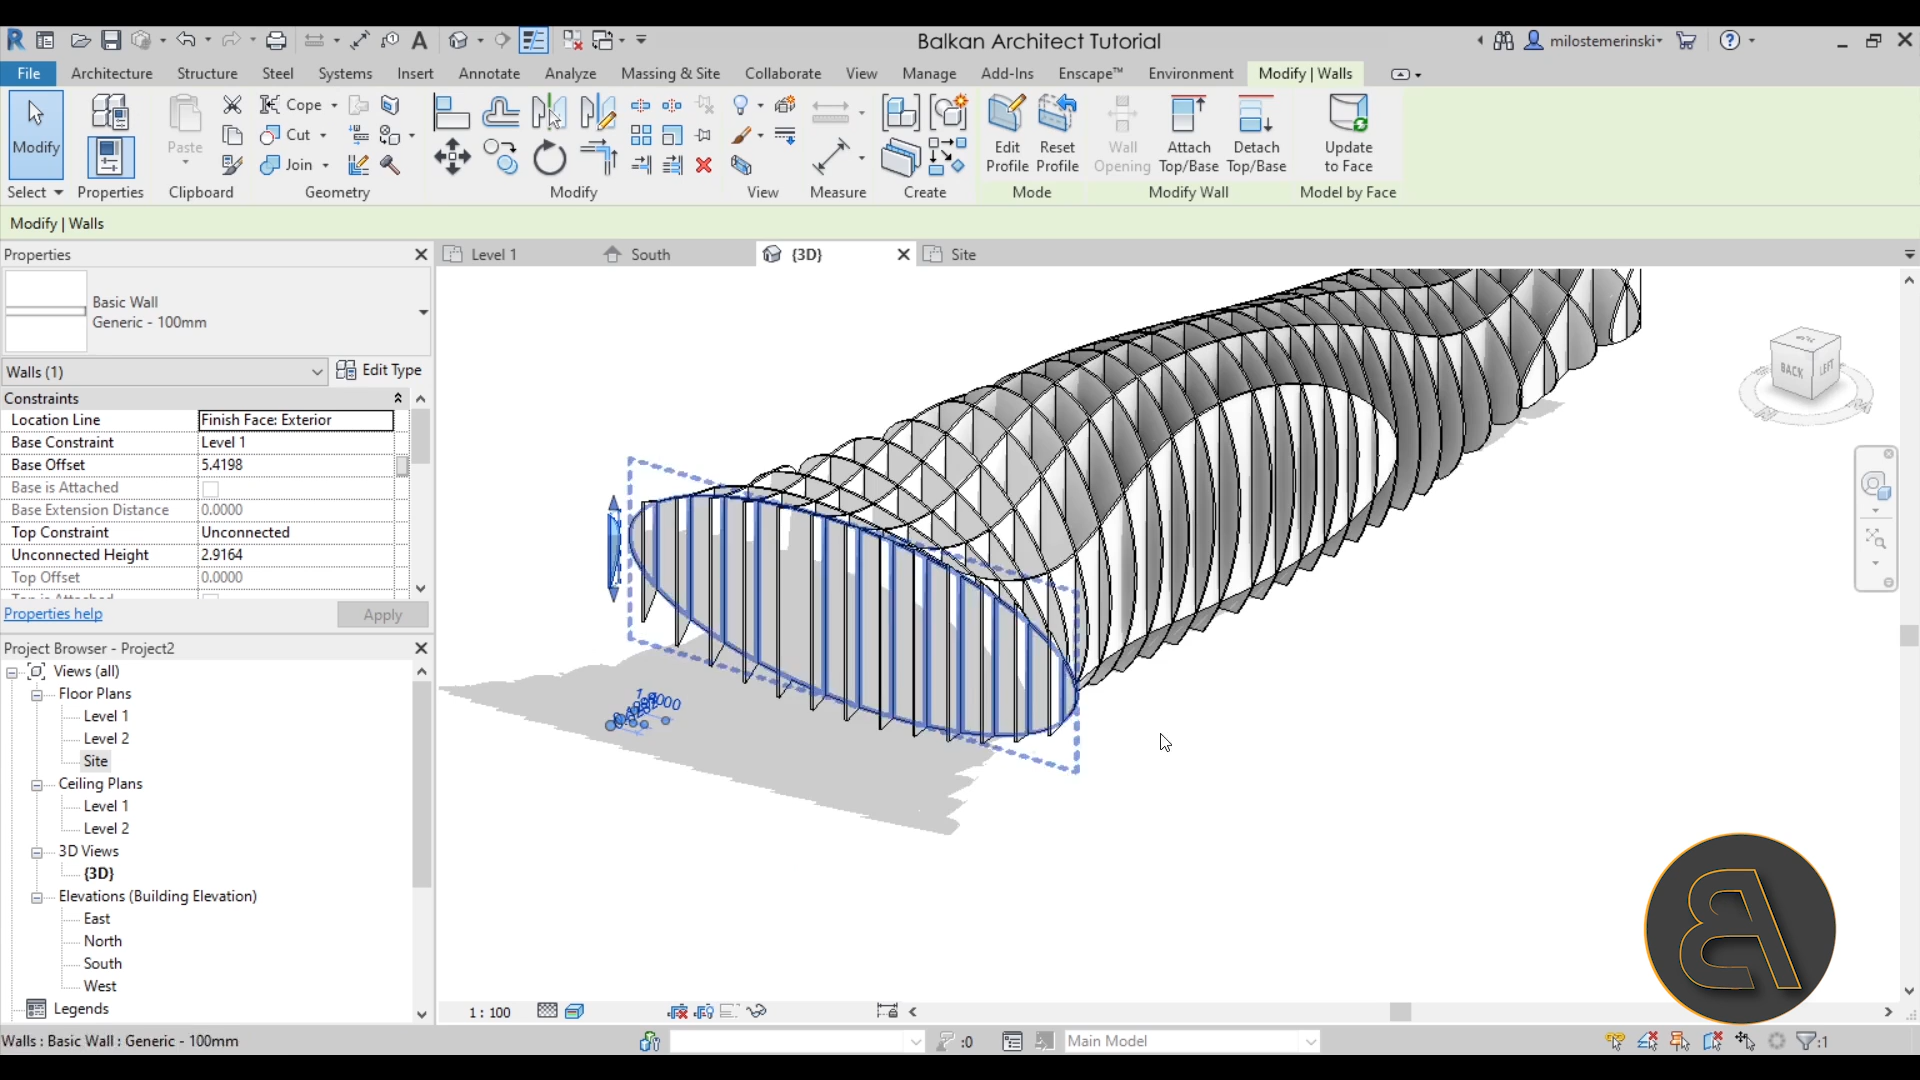 Balkan Architect Tutorial
milostemerinski
File Architecture Structure Steel Systems Insert Annotate Analyze Massing & Site Collaborate View Manage Add-Ins Enscape™ Environment Modify | Walls
Modify
Paste
Cope
Cut
Join
Edit Profile
Reset Profile
Wall Opening
Attach Top/Base
Detach Top/Base
Update to Face
Select Properties Clipboard Geometry Modify View Measure Create Mode Modify Wall Model by Face
Modify | Walls
Properties
Level 1 South {3D} Site
Basic Wall
Generic - 100mm
Walls (1) Edit Type
Constraints
Location Line Finish Face: Exterior
Base Constraint Level 1
Base Offset 5.4198
Base is Attached
Base Extension Distance 0.0000
Top Constraint Unconnected
Unconnected Height 2.9164
Top Offset 0.0000
Properties help Apply
BACK LEFT
Project Browser - Project2
Views (all)
Floor Plans
Level 1
Level 2
Site
Ceiling Plans
Level 1
Level 2
3D Views
{3D}
Elevations (Building Elevation)
East
North
South
West
Legends
1 : 100
Walls : Basic Wall : Generic - 100mm
:0
Main Model
:1